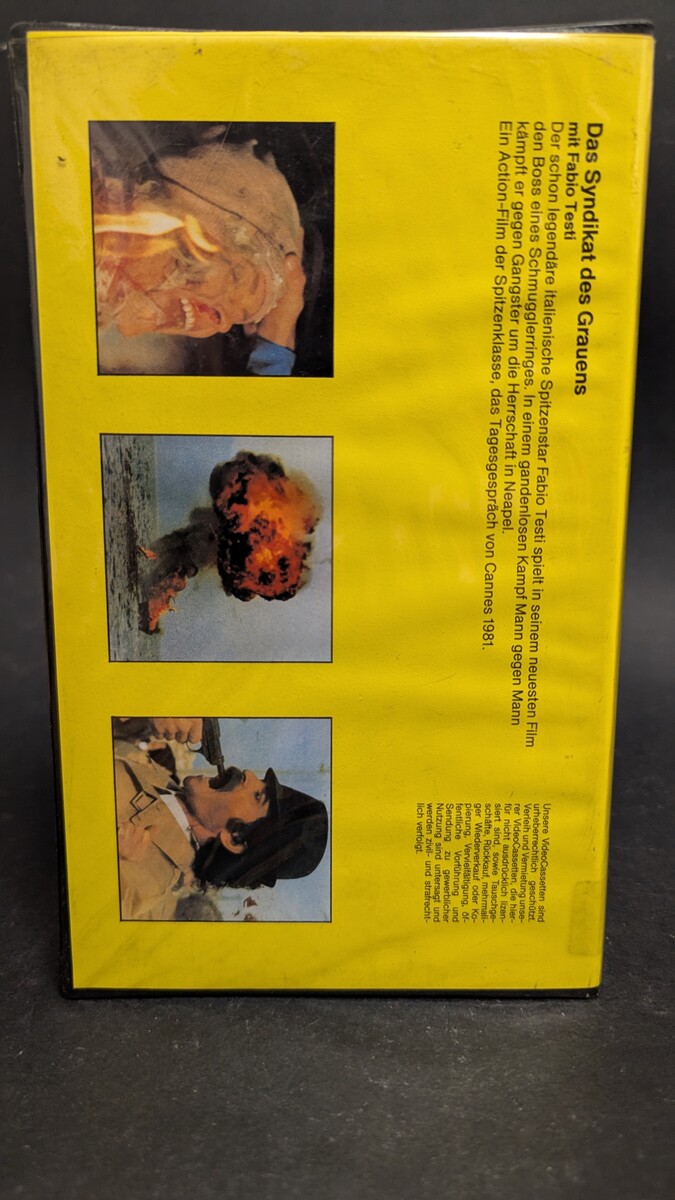 Das Syndikat des Grauens
mit Fabio Testi
Der schon legendäre italienische Spitzenstar Fabio Testi spielt in seinem neuesten Film
den Boss eines Schmugglerringes. In einem gandenlosen Kampf Mann gegen Mann
kämpft er gegen Gangster um die Herrschaft in Neapel.
Ein Action-Film der Spitzenklasse, das Tagesgespräch von Cannes 1981.
Unsere VideoCassetten sind
urheberrechtlich geschützt.
Verleih und Vermietung unse-
rer VideoCassetten, die hier-
für nicht ausdrücklich lizen-
siert sind, sowie Tauschge-
schäfte, Rückkauf, mehrmali-
ger Wiederverkauf oder Ko-
pierung, Vervielfältigung, öf-
fentliche Vorführung und
Sendung zu gewerblicher
Nutzung sind untersagt und
werden zivil- und strafrecht-
lich verfolgt.